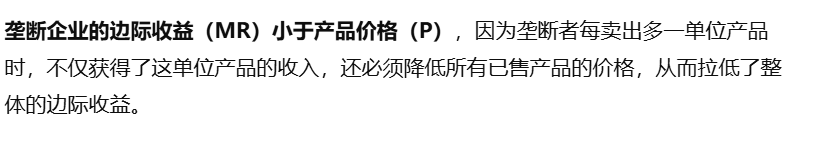 垄断企业的边际收益（MR）小于产品价格（P），因为垄断者每卖出多一单位产品
时，不仅获得了这单位产品的收入，还必须降低所有已售产品的价格，从而拉低了整
体的边际收益。